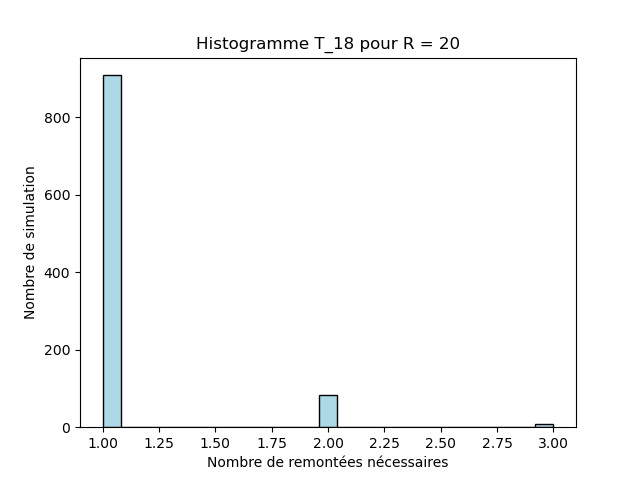 Histogramme T_18 pour R = 20
Nombre de simulation
800
600
400
200
0
1.00 1.25 1.50 1.75 2.00 2.25 2.50 2.75 3.00
Nombre de remontées nécessaires